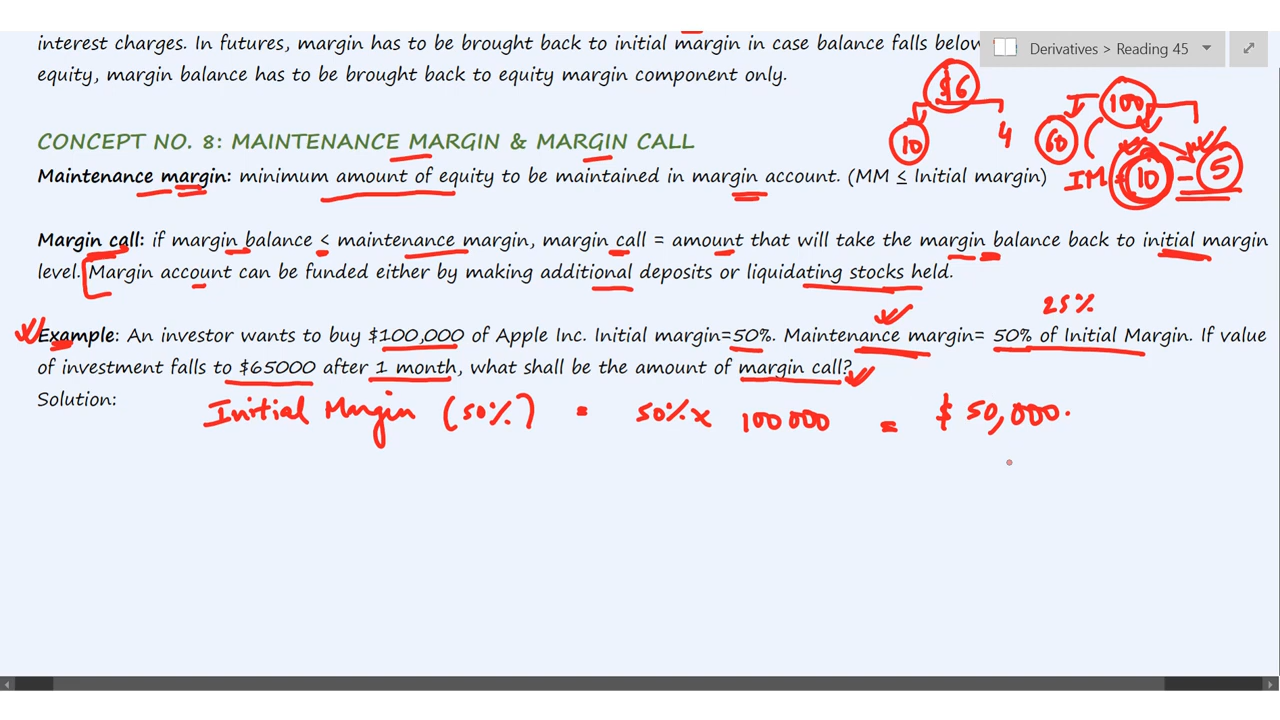 interest charges. In futures, margin has to be brought back to initial margin in case balance falls below
equity, margin balance has to be brought back to equity margin component only.
Derivatives > Reading 45
$6
10
4
I
100
60
IM
10
5
CONCEPT NO. 8: MAINTENANCE MARGIN & MARGIN CALL
Maintenance margin: minimum amount of equity to be maintained in margin account. (MM ≤ Initial margin)
Margin call: if margin balance < maintenance margin, margin call = amount that will take the margin balance back to initial margin
level. Margin account can be funded either by making additional deposits or liquidating stocks held.
25%
Example: An investor wants to buy $100,000 of Apple Inc. Initial margin=50%. Maintenance margin= 50% of Initial Margin. If value
of investment falls to $65000 after 1 month, what shall be the amount of margin call?
Solution:
Initial Margin (50%) = 50% x 100000 = $ 50,000.